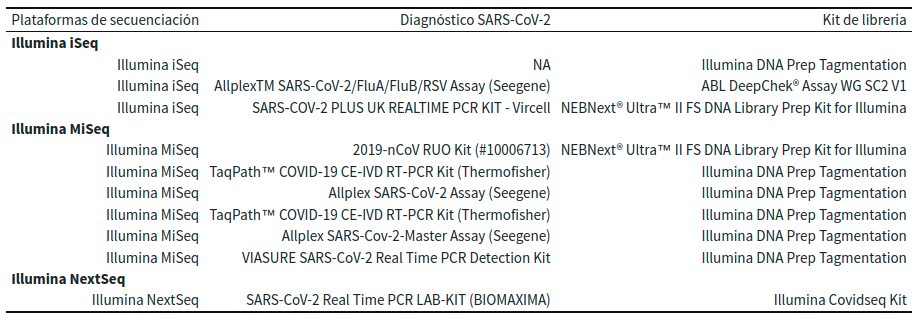 Plataformas de secuenciación Diagnóstico SARS-CoV-2 Kit de libreria
Illumina iSeq
Illumina iSeq NA Illumina DNA Prep Tagmentation
Illumina iSeq AllplexTM SARS-CoV-2/FluA/FluB/RSV Assay (Seegene) ABL DeepChek® Assay WG SC2 V1
Illumina iSeq SARS-COV-2 PLUS UK REALTIME PCR KIT - Vircell NEBNext® Ultra™ II FS DNA Library Prep Kit for Illumina
Illumina MiSeq
Illumina MiSeq 2019-nCoV RUO Kit (#10006713) NEBNext® Ultra™ II FS DNA Library Prep Kit for Illumina
Illumina MiSeq TaqPath™ COVID-19 CE-IVD RT-PCR Kit (Thermofisher) Illumina DNA Prep Tagmentation
Illumina MiSeq Allplex SARS-CoV-2 Assay (Seegene) Illumina DNA Prep Tagmentation
Illumina MiSeq TaqPath™ COVID-19 CE-IVD RT-PCR Kit (Thermofisher) Illumina DNA Prep Tagmentation
Illumina MiSeq Allplex SARS-Cov-2-Master Assay (Seegene) Illumina DNA Prep Tagmentation
Illumina MiSeq VIASURE SARS-CoV-2 Real Time PCR Detection Kit Illumina DNA Prep Tagmentation
Illumina NextSeq
Illumina NextSeq SARS-CoV-2 Real Time PCR LAB-KIT (BIOMAXIMA) Illumina Covidseq Kit